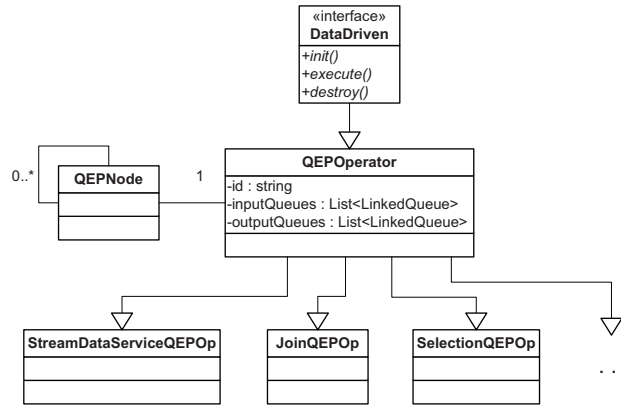 «interface»
DataDriven
+init()
+execute()
+destroy()
QEPOperator
-id : string
-inputQueues : List<LinkedQueue>
-outputQueues : List<LinkedQueue>
0..*
QEPNode
1
StreamDataServiceQEPOp
JoinQEPOp
SelectionQEPOp
. .